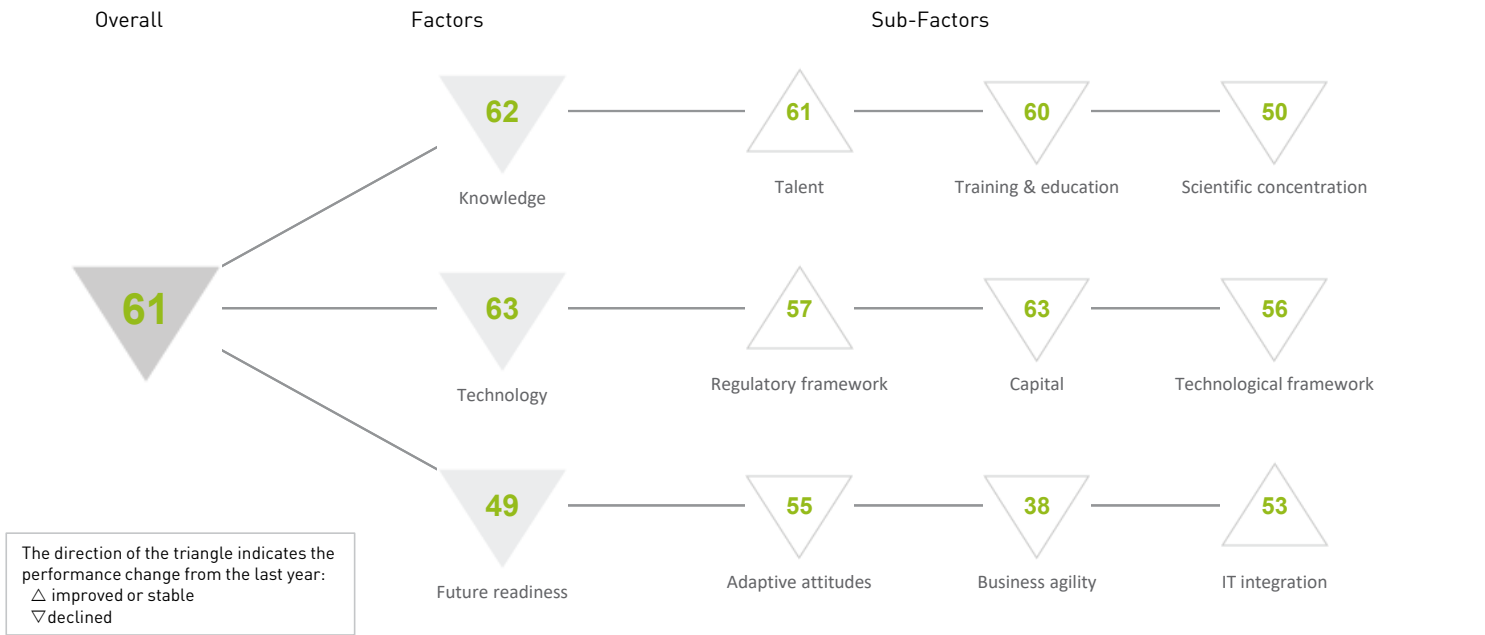 Overall Factors Sub-Factors
62 61 60 50
Knowledge Talent Training & education Scientific concentration
61 63 57 63 56
Technology Regulatory framework Capital Technological framework
49 55 38 53
Future readiness Adaptive attitudes Business agility IT integration
The direction of the triangle indicates the
performance change from the last year:
△ improved or stable
▽ declined